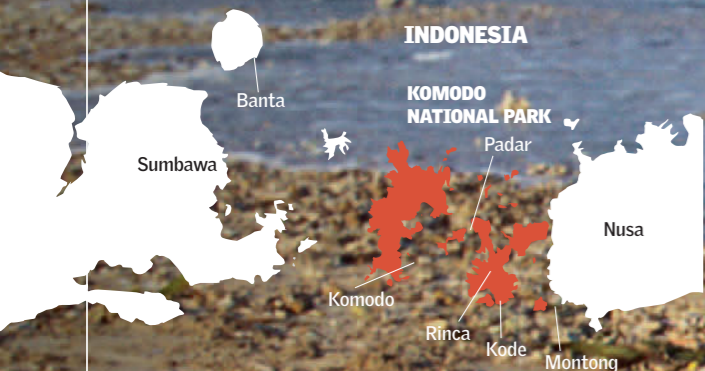 INDONESIA
Banta
KOMODO
NATIONAL PARK
Padar
Sumbawa
Nusa
Komodo
Rinca
Kode
Montong